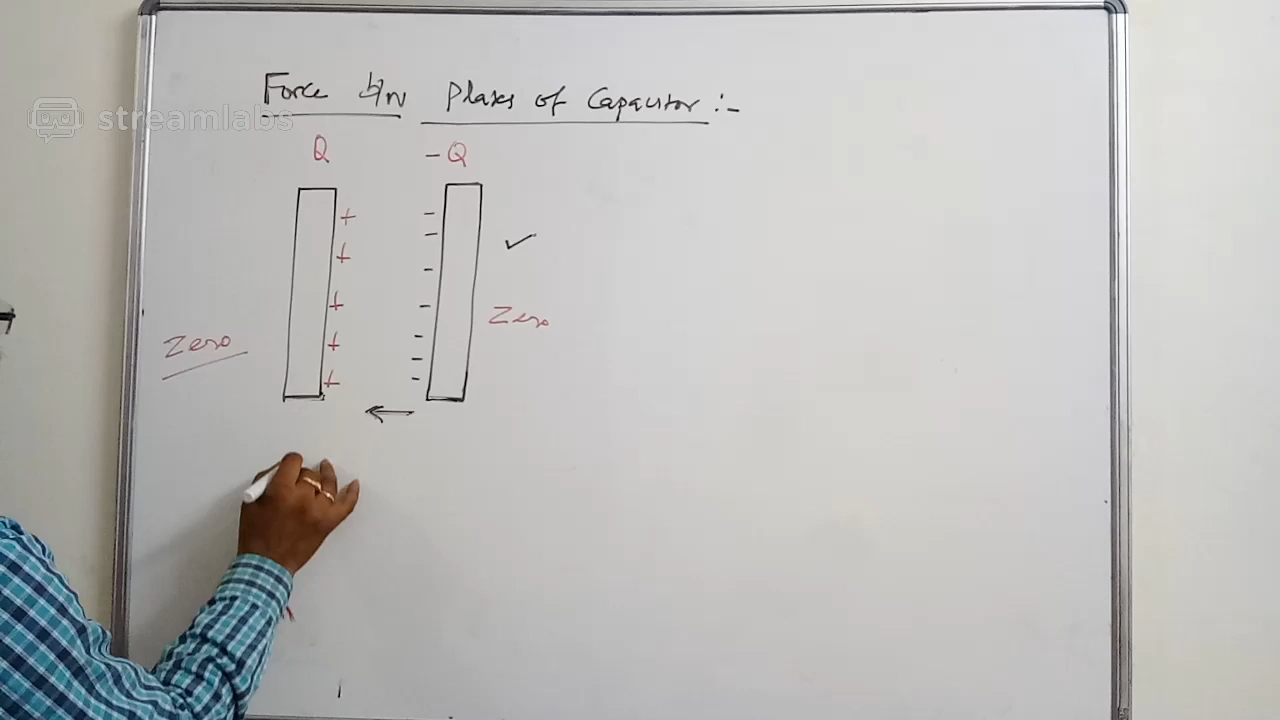 Force b/w Plates of Capacitor :-
streamlabs
Q
- Q
+
+
+
+
+
-
-
-
-
-
-
-
✓
Zero
Zero